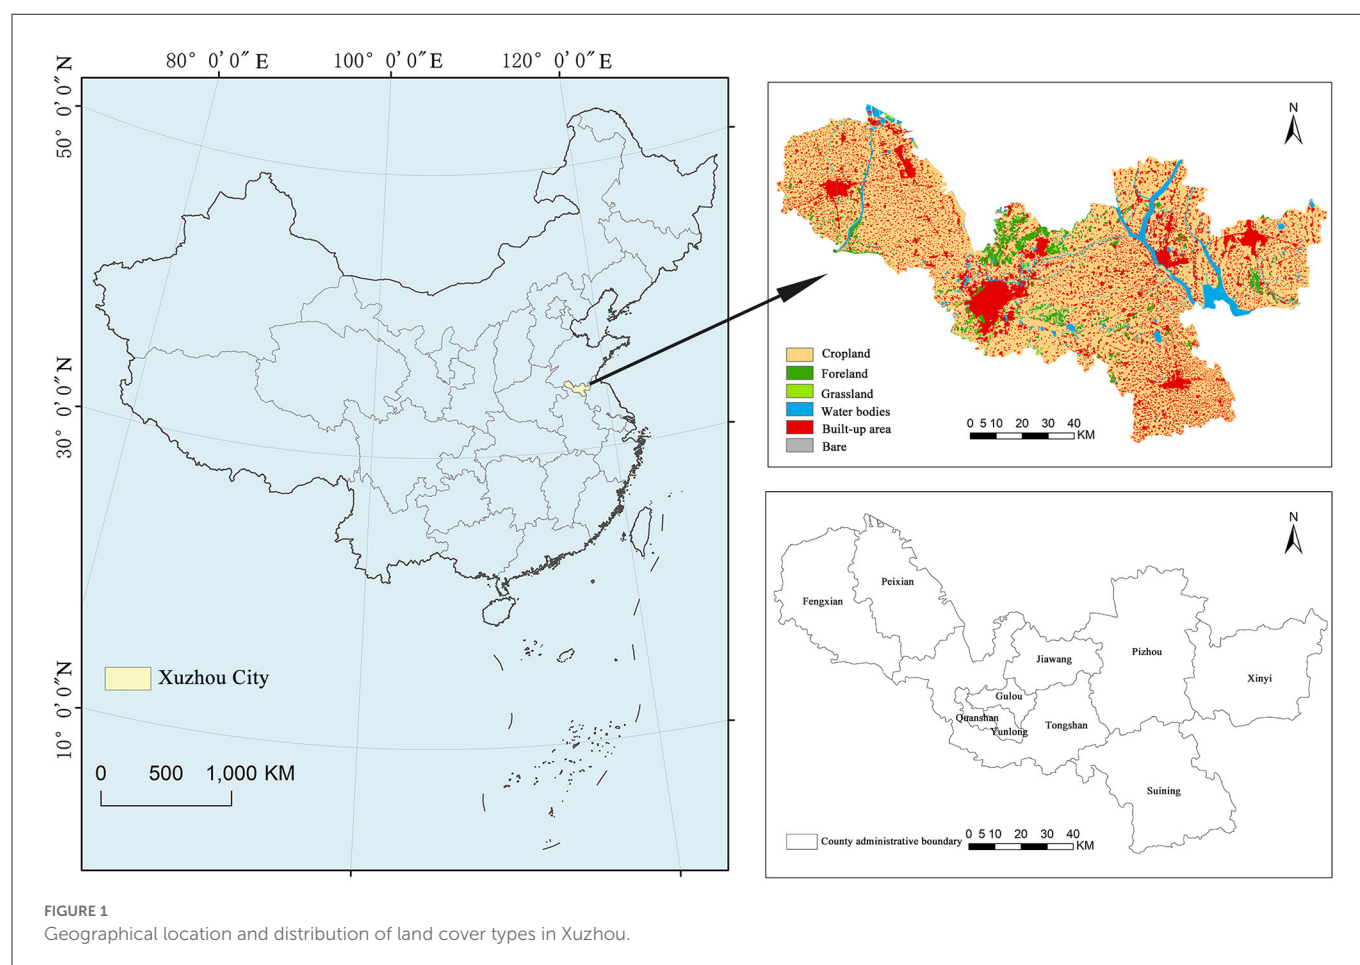 80° 0′ 0″ E
100° 0′ 0″E
120° 0′ 0″E
50° 0′ 0″N
30° 0′ 0″N
10° 0′ 0″N
Xuzhou City
0 500 1,000 KM
N
Cropland
Foreland
Grassland
Water bodies
Built-up area
Bare
0 5 10 20 30 40
KM
N
Peixian
Fengxian
Jiawang
Pizhou
Xinyi
Gulou
Quanshan
Tongshan
Yunlong
Suining
County administrative boundary
0 5 10 20 30 40
KM
FIGURE 1
Geographical location and distribution of land cover types in Xuzhou.